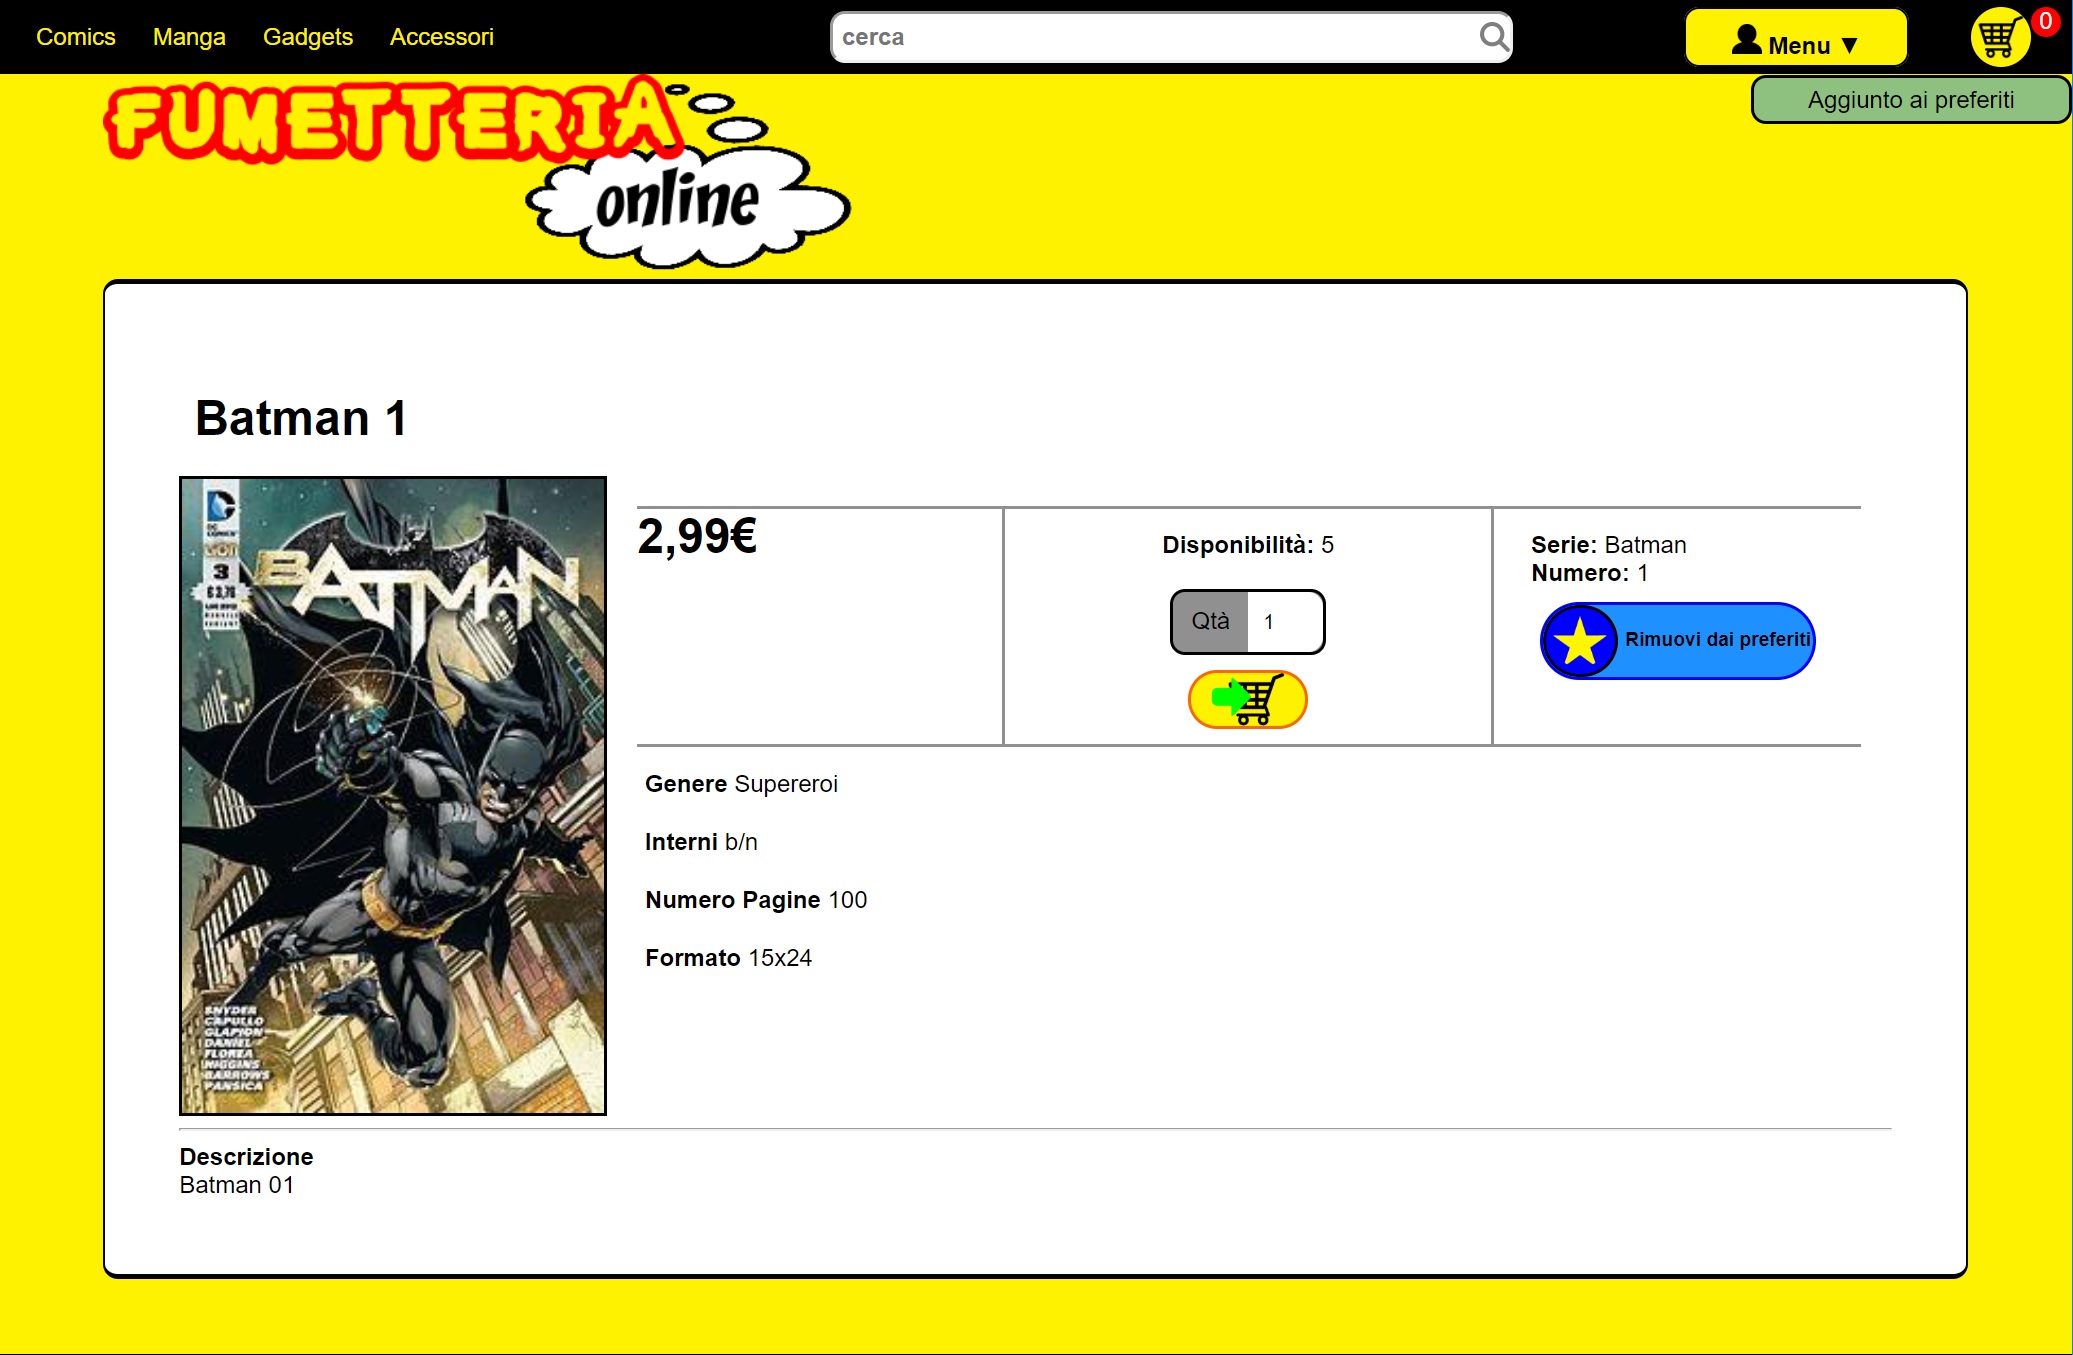 Comics Manga Gadgets Accessori
cerca
Menu ▼
0
Aggiunto ai preferiti
FUMETTERIA
online
Batman 1
DC
COMICS
3
BATMAN
SNYDER
CAPULLO
GLAPION
DANIEL
FLOREA
HIGGINS
BARROWS
PANSICA
2,99€
Disponibilità: 5
Qtà 1
Serie: Batman
Numero: 1
Rimuovi dai preferiti
Genere Supereroi
Interni b/n
Numero Pagine 100
Formato 15x24
Descrizione
Batman 01